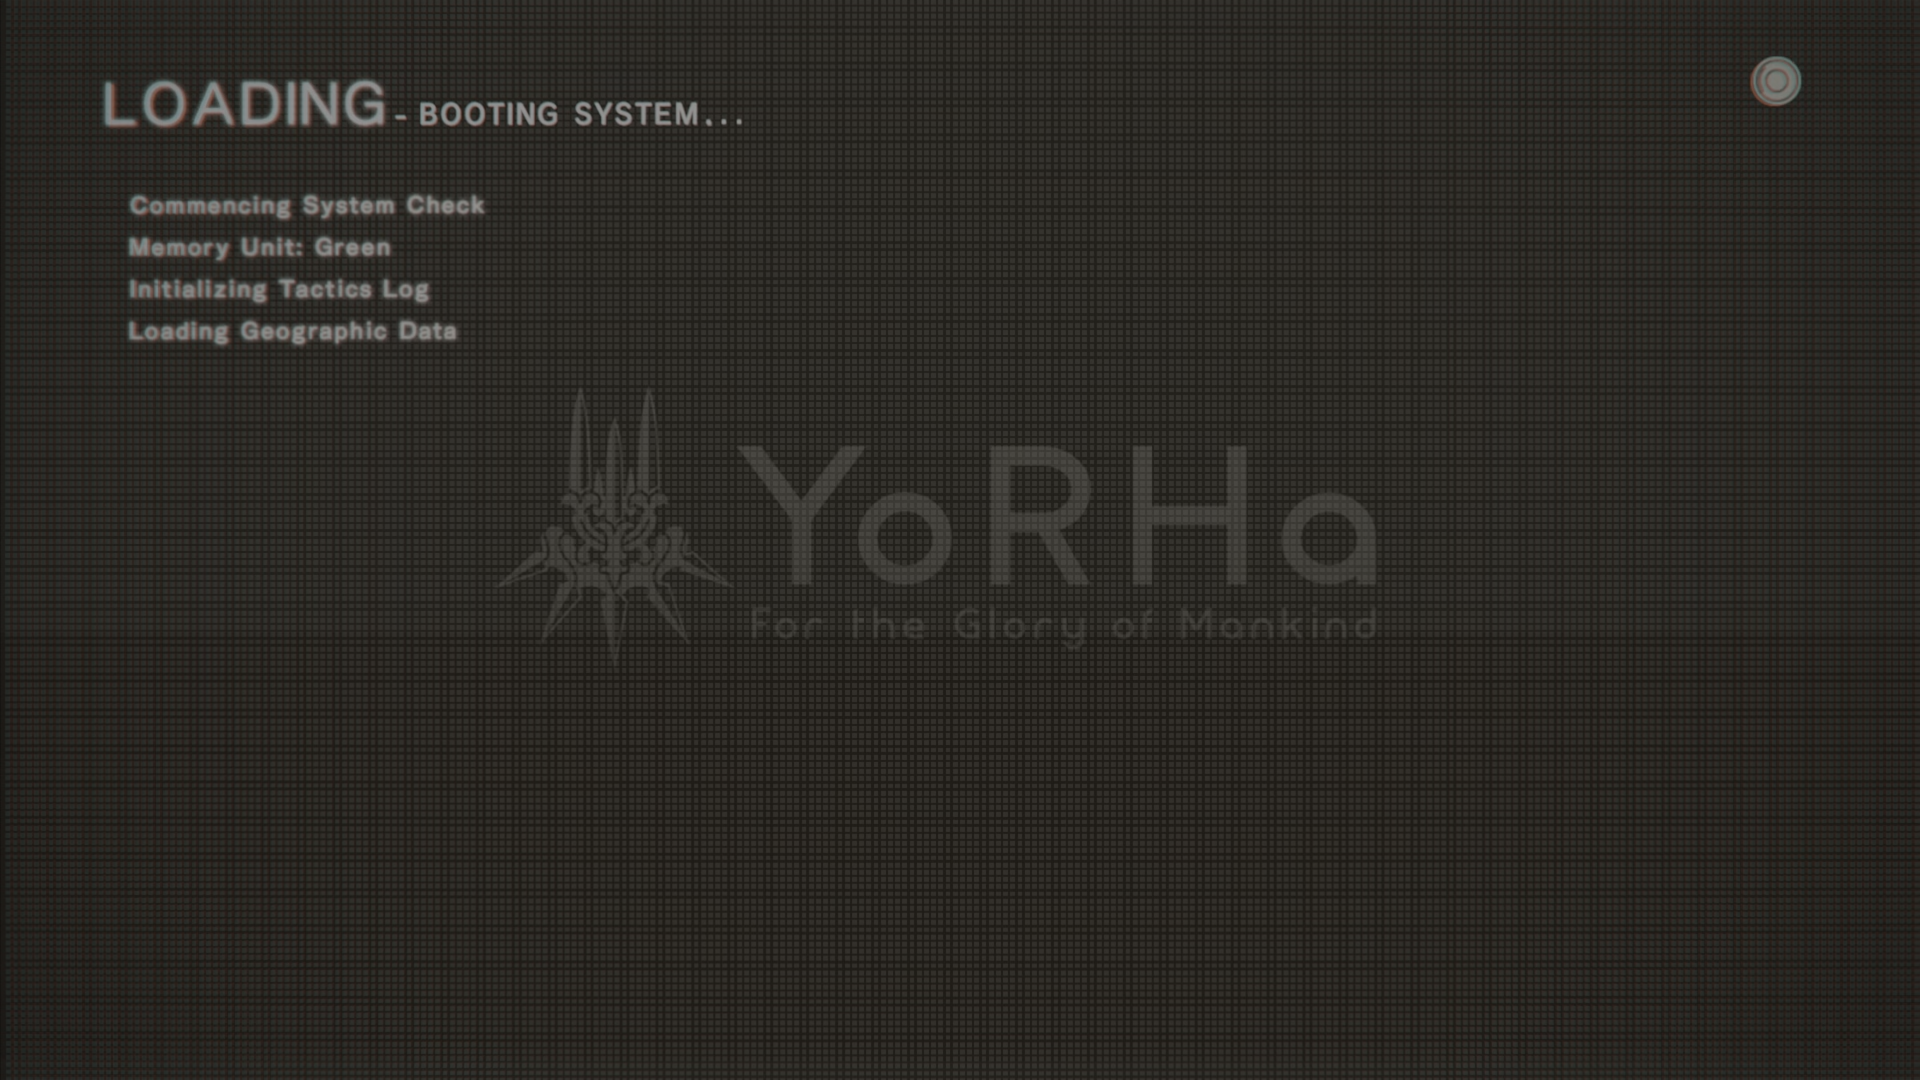 LOADING - BOOTING SYSTEM...
Commencing System Check
Memory Unit: Green
Initializing Tactics Log
Loading Geographic Data
YoRHa
For the Glory of Mankind